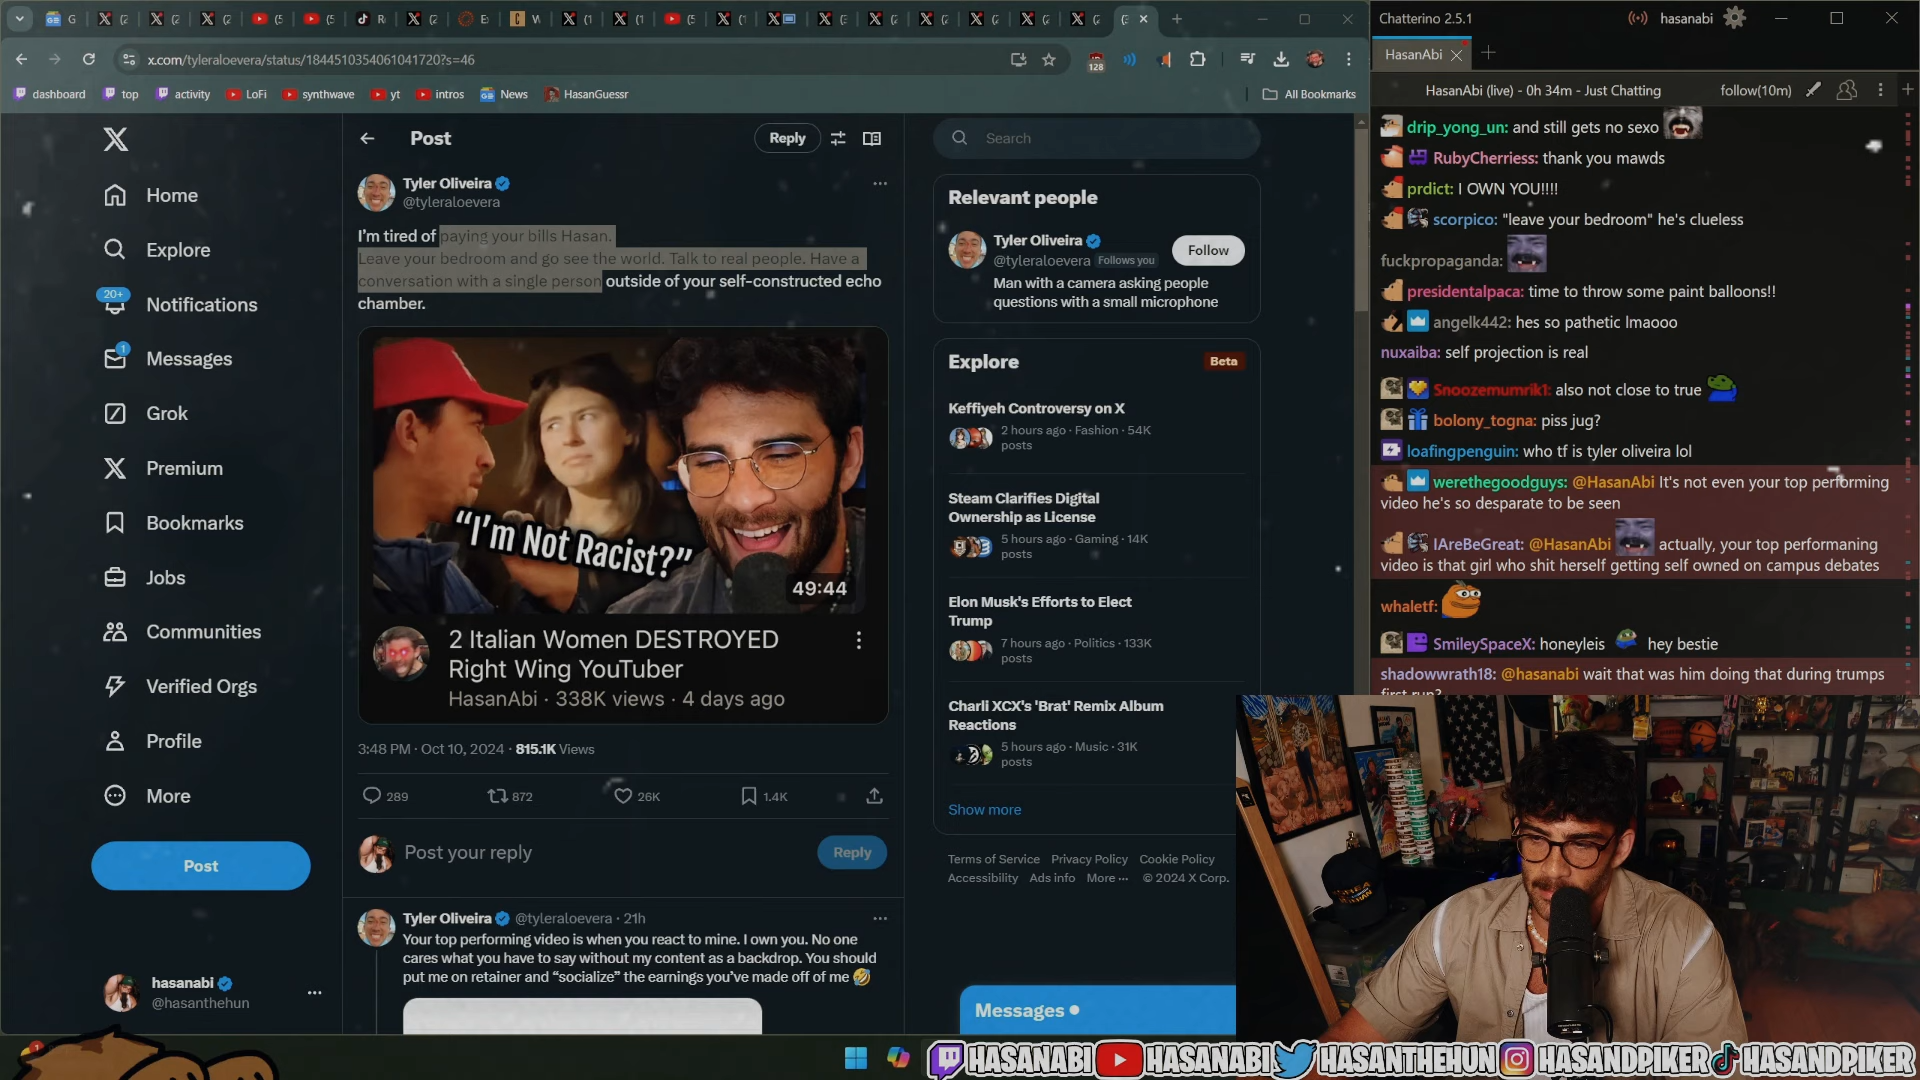 x.com/tyleraloevera/status/1844510354061041720?s=46
128
dashboard
top
activity
LoFi
synthwave
yt
intros
News
HasanGuessr
All Bookmarks
Home
Explore
20+
Notifications
1
Messages
Grok
Premium
Bookmarks
Jobs
Communities
Verified Orgs
Profile
More
Post
hasanabi
@hasanthehun
Post
Reply
Tyler Oliveira
@tyleraloevera
I'm tired of paying your bills Hasan.
Leave your bedroom and go see the world. Talk to real people. Have a
conversation with a single person outside of your self-constructed echo
chamber.
"I'm Not Racist?"
49:44
2 Italian Women DESTROYED
Right Wing YouTuber
HasanAbi · 338K views · 4 days ago
3:48 PM · Oct 10, 2024 · 815.1K Views
289
872
26K
1.4K
Post your reply
Reply
Tyler Oliveira @tyleraloevera · 21h
Your top performing video is when you react to mine. I own you. No one
cares what you have to say without my content as a backdrop. You should
put me on retainer and “socialize” the earnings you’ve made off of me 🤣
Search
Relevant people
Tyler Oliveira
@tyleraloevera Follows you
Follow
Man with a camera asking people
questions with a small microphone
Explore
Beta
Keffiyeh Controversy on X
2 hours ago · Fashion · 54K
posts
Steam Clarifies Digital
Ownership as License
5 hours ago · Gaming · 14K
posts
Elon Musk's Efforts to Elect
Trump
7 hours ago · Politics · 133K
posts
Charli XCX's 'Brat' Remix Album
Reactions
5 hours ago · Music · 31K
posts
Show more
Terms of Service Privacy Policy Cookie Policy
Accessibility Ads info More ··· © 2024 X Corp.
Messages
Chatterino 2.5.1
hasanabi
HasanAbi
HasanAbi (live) - 0h 34m - Just Chatting
follow(10m)
drip_yong_un: and still gets no sexo
RubyCherriess: thank you mawds
prdict: I OWN YOU!!!!
scorpico: "leave your bedroom" he's clueless
fuckpropaganda:
presidentalpaca: time to throw some paint balloons!!
angelk442: hes so pathetic lmaooo
nuxaiba: self projection is real
Snoozemumrik1: also not close to true
bolony_togna: piss jug?
loafingpenguin: who tf is tyler oliveira lol
werethegoodguys: @HasanAbi It's not even your top performing
video he's so desparate to be seen
IAreBeGreat: @HasanAbi actually, your top performaning
video is that girl who shit herself getting self owned on campus debates
whaletf:
SmileySpaceX: honeyleis hey bestie
shadowwrath18: @hasanabi wait that was him doing that during trumps
first run?
HASANABI
HASANABI
HASANTHEHUN
HASANDPIKER
HASANDPIKER